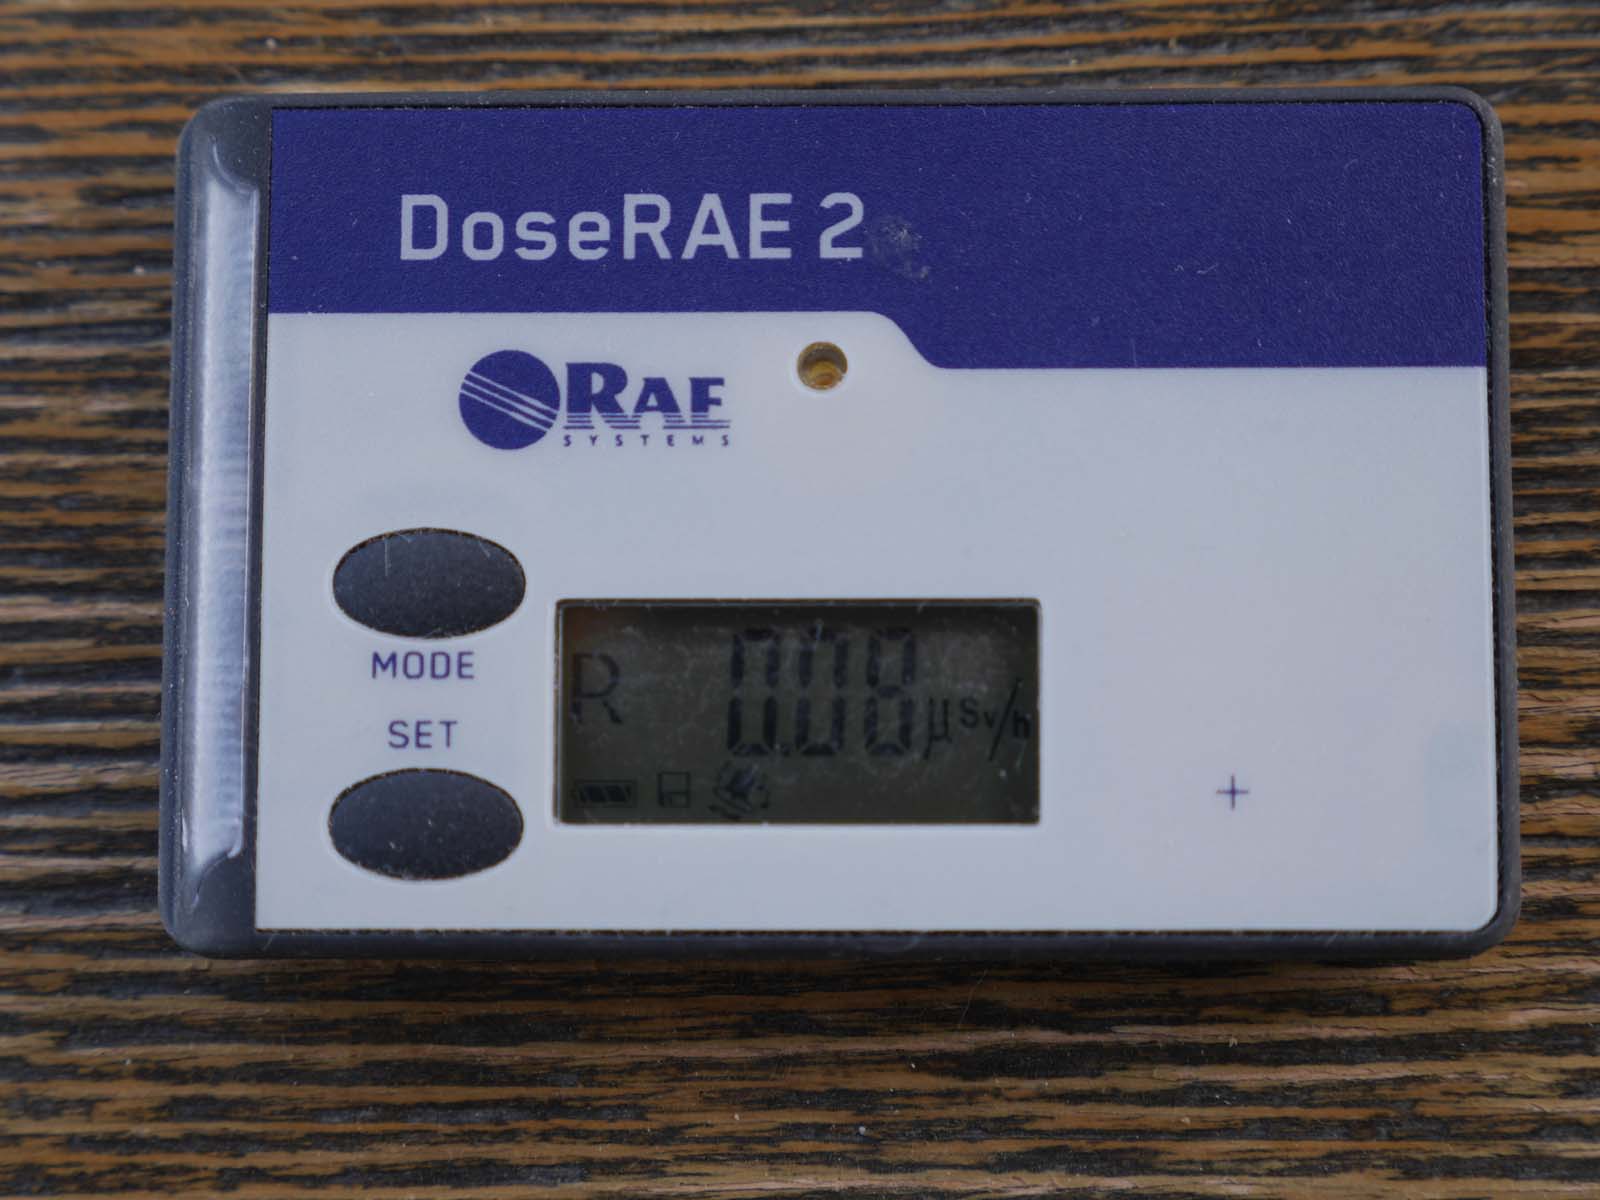 DoseRAE 2
RAE
SYSTEMS
MODE
SET
R 0.08 µSv/h
+